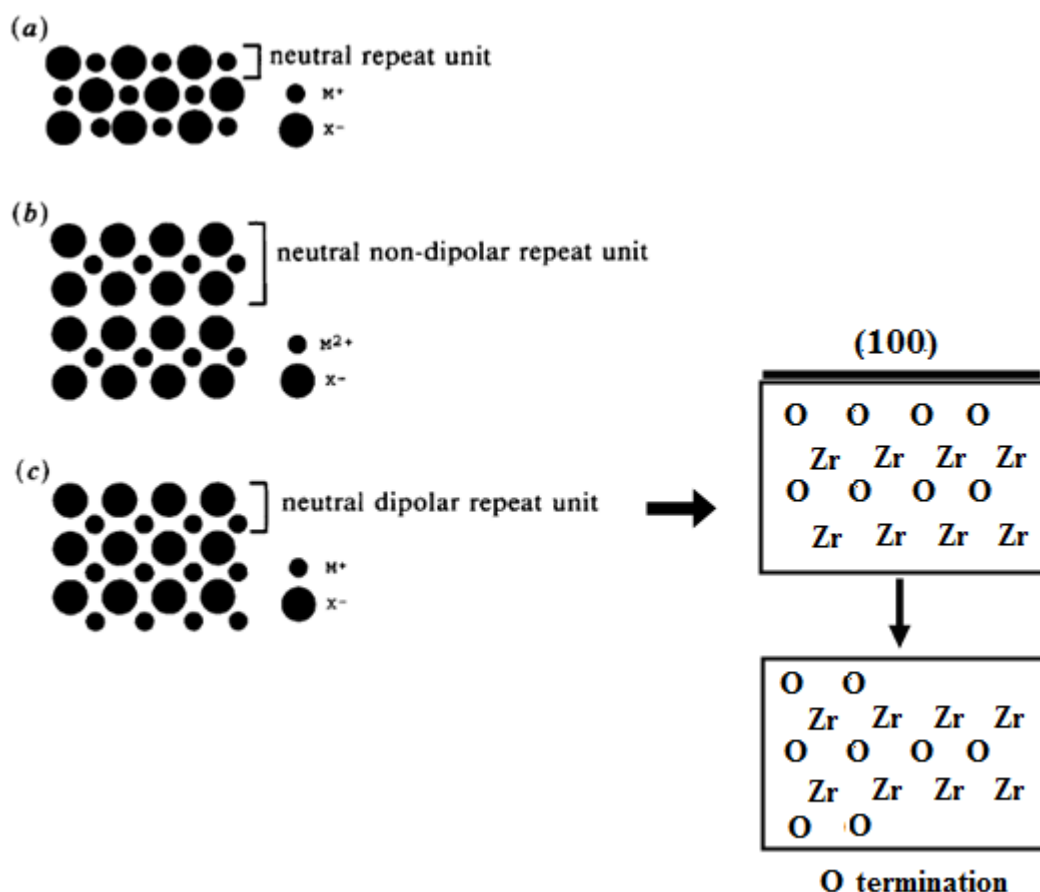 (a)
neutral repeat unit
M⁺
X⁻
(b)
neutral non-dipolar repeat unit
M²⁺
X⁻
(c)
neutral dipolar repeat unit
M⁺
X⁻
(100)
O O O O
Zr Zr Zr Zr
O O O O
Zr Zr Zr Zr
O O
Zr Zr Zr Zr
O O O O
Zr Zr Zr Zr
O O
O termination